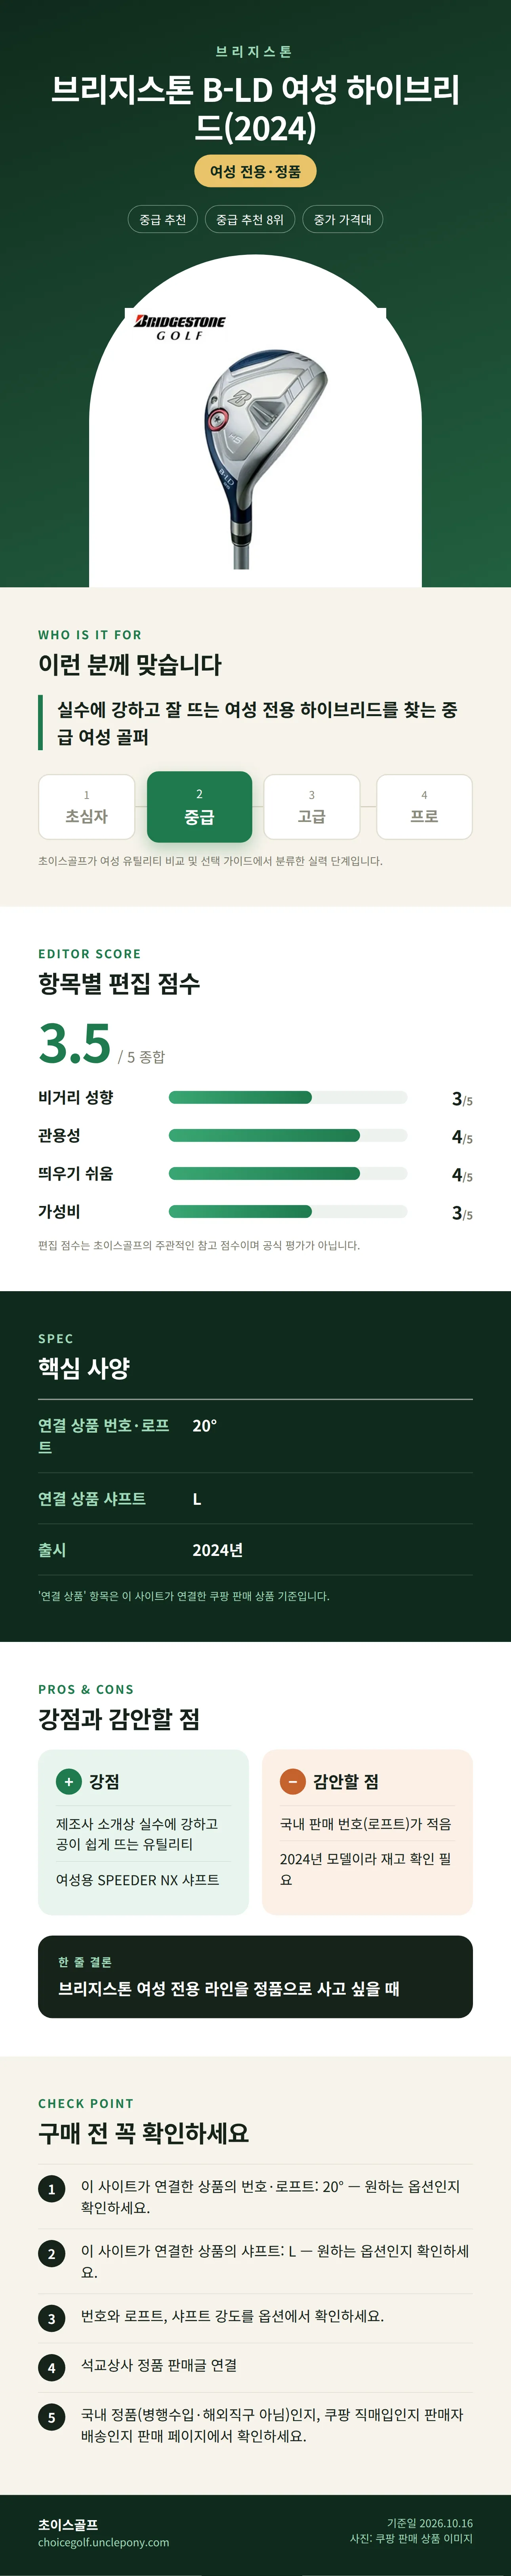 브리지스톤
브리지스톤 B-LD 여성 하이브리
드(2024)
여성 전용·정품
중급 추천
중급 추천 8위
중가 가격대
BRIDGESTONE
GOLF
B-LD
WHO IS IT FOR
이런 분께 맞습니다
실수에 강하고 잘 뜨는 여성 전용 하이브리드를 찾는 중
급 여성 골퍼
1
초심자
2
중급
3
고급
4
프로
초이스골프가 여성 유틸리티 비교 및 선택 가이드에서 분류한 실력 단계입니다.
EDITOR SCORE
항목별 편집 점수
3.5 / 5 종합
비거리 성향 3/5
관용성 4/5
띄우기 쉬움 4/5
가성비 3/5
편집 점수는 초이스골프의 주관적인 참고 점수이며 공식 평가가 아닙니다.
SPEC
핵심 사양
연결 상품 번호·로프
트
20°
연결 상품 샤프트 L
출시 2024년
'연결 상품' 항목은 이 사이트가 연결한 쿠팡 판매 상품 기준입니다.
PROS & CONS
강점과 감안할 점
+ 강점
제조사 소개상 실수에 강하고
공이 쉽게 뜨는 유틸리티
여성용 SPEEDER NX 샤프트
− 감안할 점
국내 판매 번호(로프트)가 적음
2024년 모델이라 재고 확인 필
요
한 줄 결론
브리지스톤 여성 전용 라인을 정품으로 사고 싶을 때
CHECK POINT
구매 전 꼭 확인하세요
1 이 사이트가 연결한 상품의 번호·로프트: 20° — 원하는 옵션인지
확인하세요.
2 이 사이트가 연결한 상품의 샤프트: L — 원하는 옵션인지 확인하세
요.
3 번호와 로프트, 샤프트 강도를 옵션에서 확인하세요.
4 석교상사 정품 판매글 연결
5 국내 정품(병행수입·해외직구 아님)인지, 쿠팡 직매입인지 판매자
배송인지 판매 페이지에서 확인하세요.
초이스골프
choicegolf.unclepony.com
기준일 2026.10.16
사진: 쿠팡 판매 상품 이미지